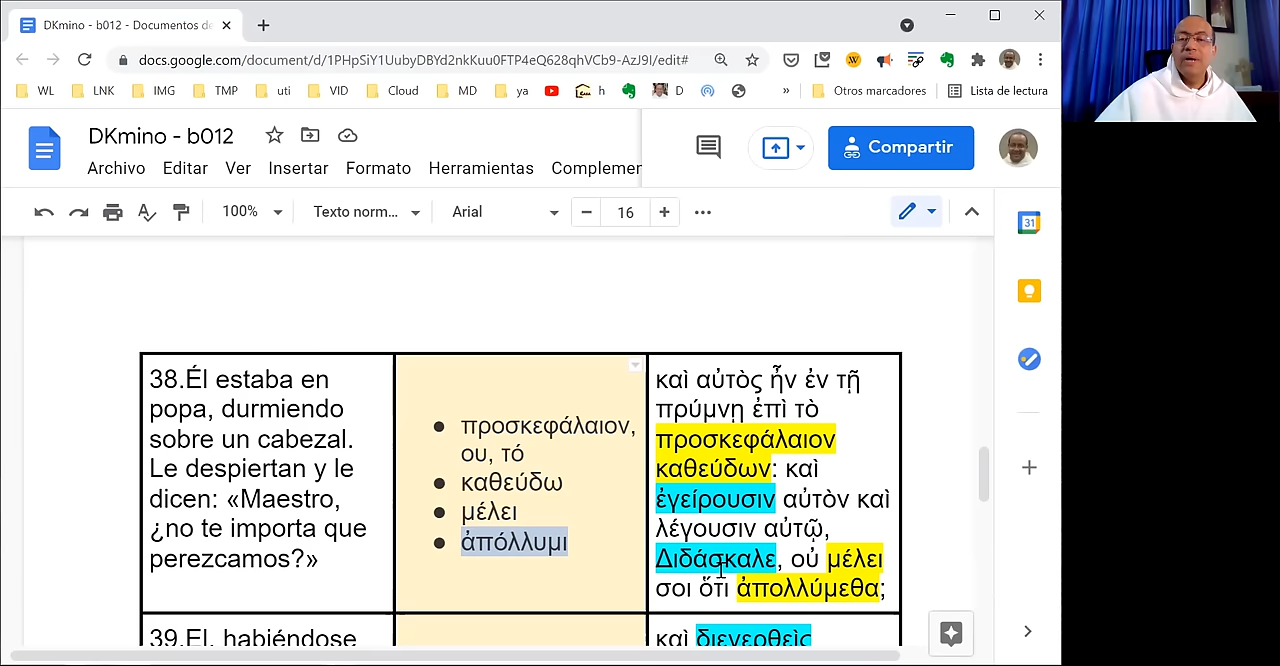 DKmino - b012 - Documentos de
docs.google.com/document/d/1PHpSiY1UubyDBYd2nkKuu0FTP4eQ628qhVCb9-AzJ9I/edit#
WL LNK IMG TMP uti VID Cloud MD ya h D » Otros marcadores Lista de lectura
DKmino - b012
Compartir
Archivo Editar Ver Insertar Formato Herramientas Complemen
100% Texto norm... Arial 16
31
38.Él estaba en
popa, durmiendo
sobre un cabezal.
Le despiertan y le
dicen: «Maestro,
¿no te importa que
perezcamos?»
προσκεφάλαιον,
ου, τό
καθεύδω
μέλει
ἀπόλλυμι
καὶ αὐτὸς ἦν ἐν τῇ
πρύμνῃ ἐπὶ τὸ
προσκεφάλαιον
καθεύδων: καὶ
ἐγείρουσιν αὐτὸν καὶ
λέγουσιν αὐτῷ,
Διδάσκαλε, οὐ μέλει
σοι ὅτι ἀπολλύμεθα;
39.El, habiéndose
καὶ διεγερθεὶς